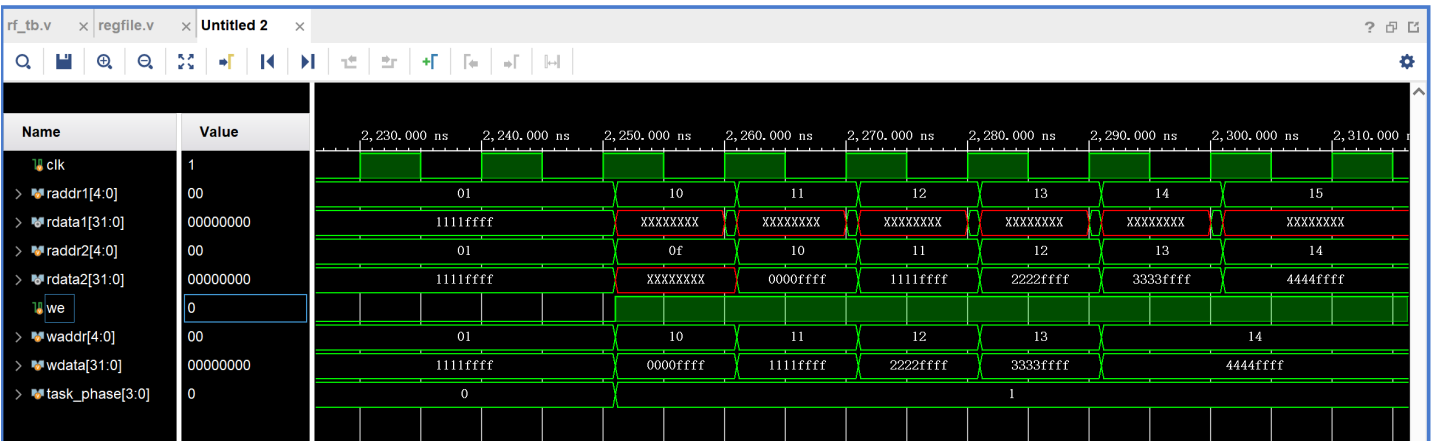 rf_tb.v × regfile.v × Untitled 2 ×
Name Value 2,230.000 ns 2,240.000 ns 2,250.000 ns 2,260.000 ns 2,270.000 ns 2,280.000 ns 2,290.000 ns 2,300.000 ns 2,310.000
clk 1
raddr1[4:0] 00 01 10 11 12 13 14 15
rdata1[31:0] 00000000 1111ffff XXXXXXXX XXXXXXXX XXXXXXXX XXXXXXXX XXXXXXXX XXXXXXXX
raddr2[4:0] 00 01 0f 10 11 12 13 14
rdata2[31:0] 00000000 1111ffff XXXXXXXX 0000ffff 1111ffff 2222ffff 3333ffff 4444ffff
we 0
waddr[4:0] 00 01 10 11 12 13 14
wdata[31:0] 00000000 1111ffff 0000ffff 1111ffff 2222ffff 3333ffff 4444ffff
task_phase[3:0] 0 0 1